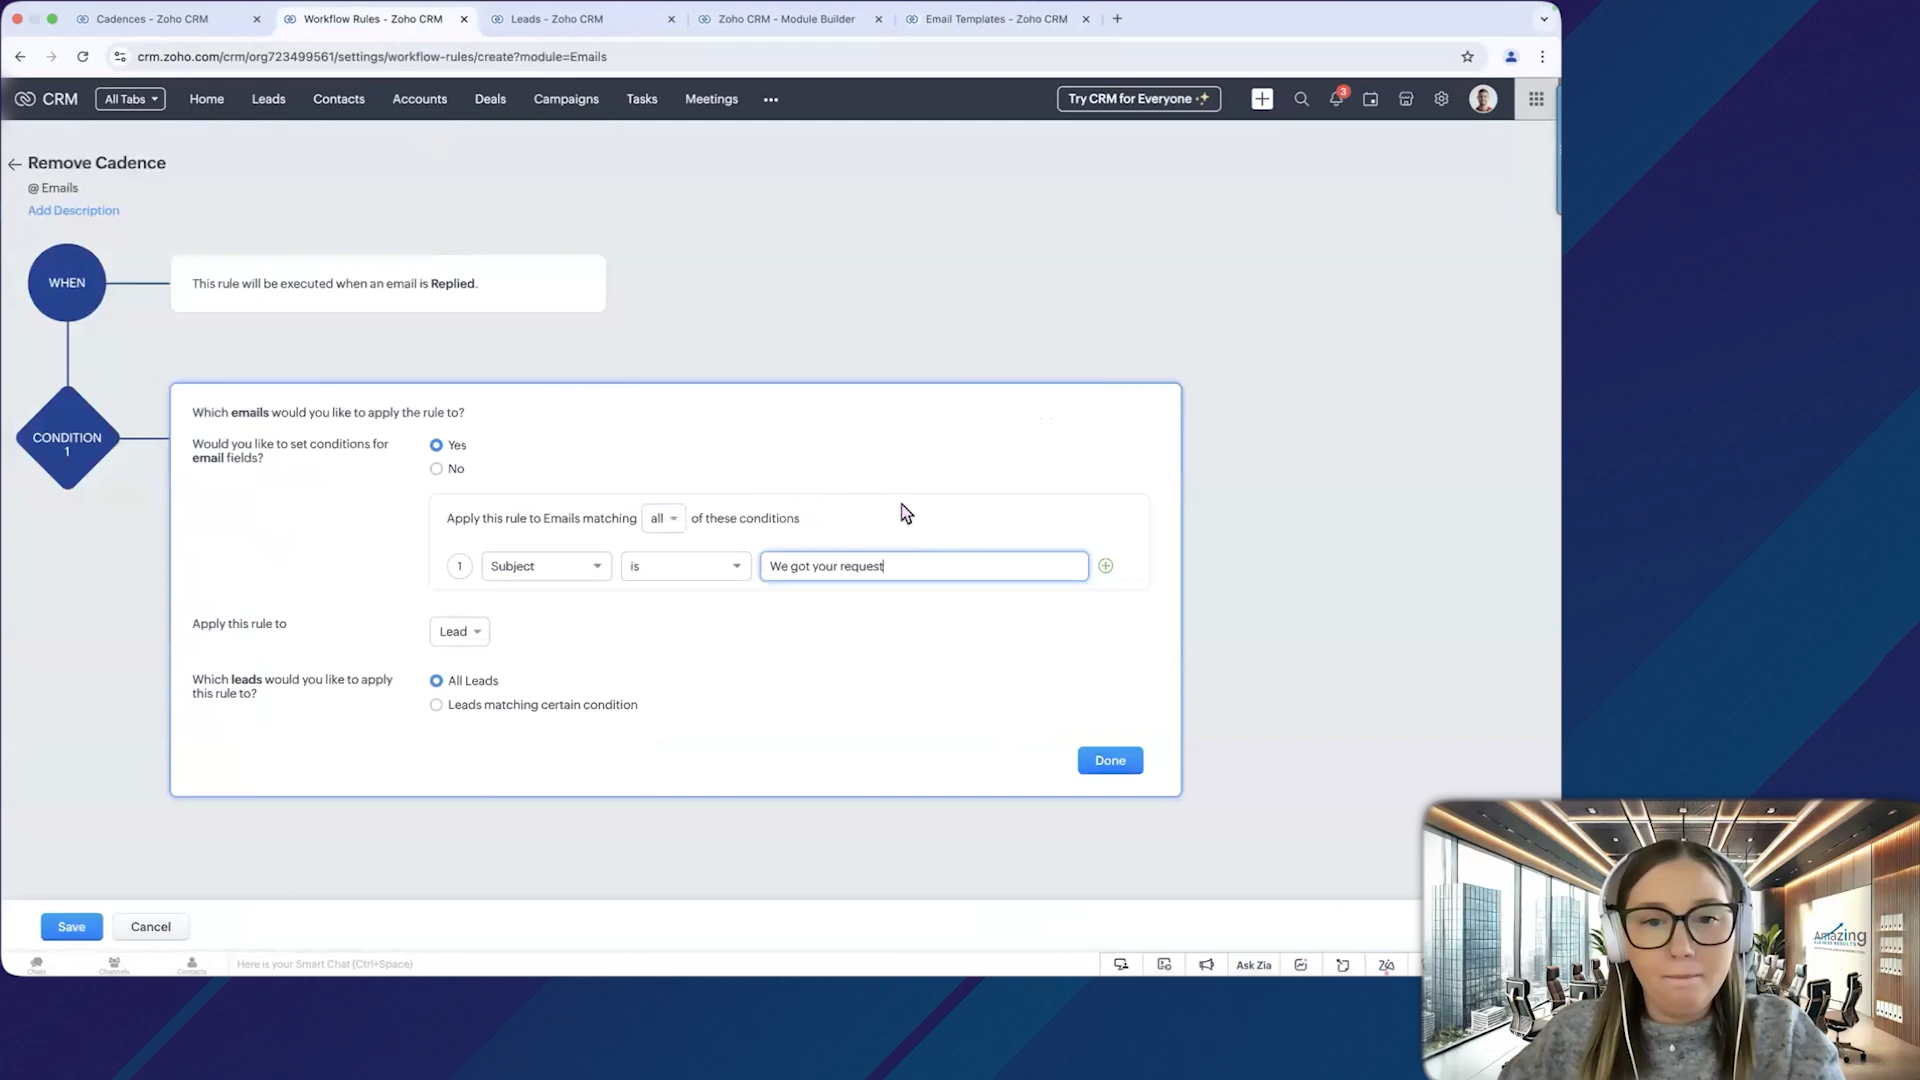 Cadences - Zoho CRM
Workflow Rules - Zoho CRM
Leads - Zoho CRM
Zoho CRM - Module Builder
Email Templates - Zoho CRM
crm.zoho.com/crm/org723499561/settings/workflow-rules/create?module=Emails
CRM
All Tabs
Home
Leads
Contacts
Accounts
Deals
Campaigns
Tasks
Meetings
Try CRM for Everyone
3
Remove Cadence
@ Emails
Add Description
WHEN
This rule will be executed when an email is Replied.
CONDITION
1
Which emails would you like to apply the rule to?
Would you like to set conditions for
email fields?
Yes
No
Apply this rule to Emails matching all of these conditions
1 Subject is We got your request
Apply this rule to
Lead
Which leads would you like to apply
this rule to?
All Leads
Leads matching certain condition
Done
Save
Cancel
Chats
Channels
Contacts
Here is your Smart Chat (Ctrl+Space)
Ask Zia
Amazing
BUSINESS RESULTS